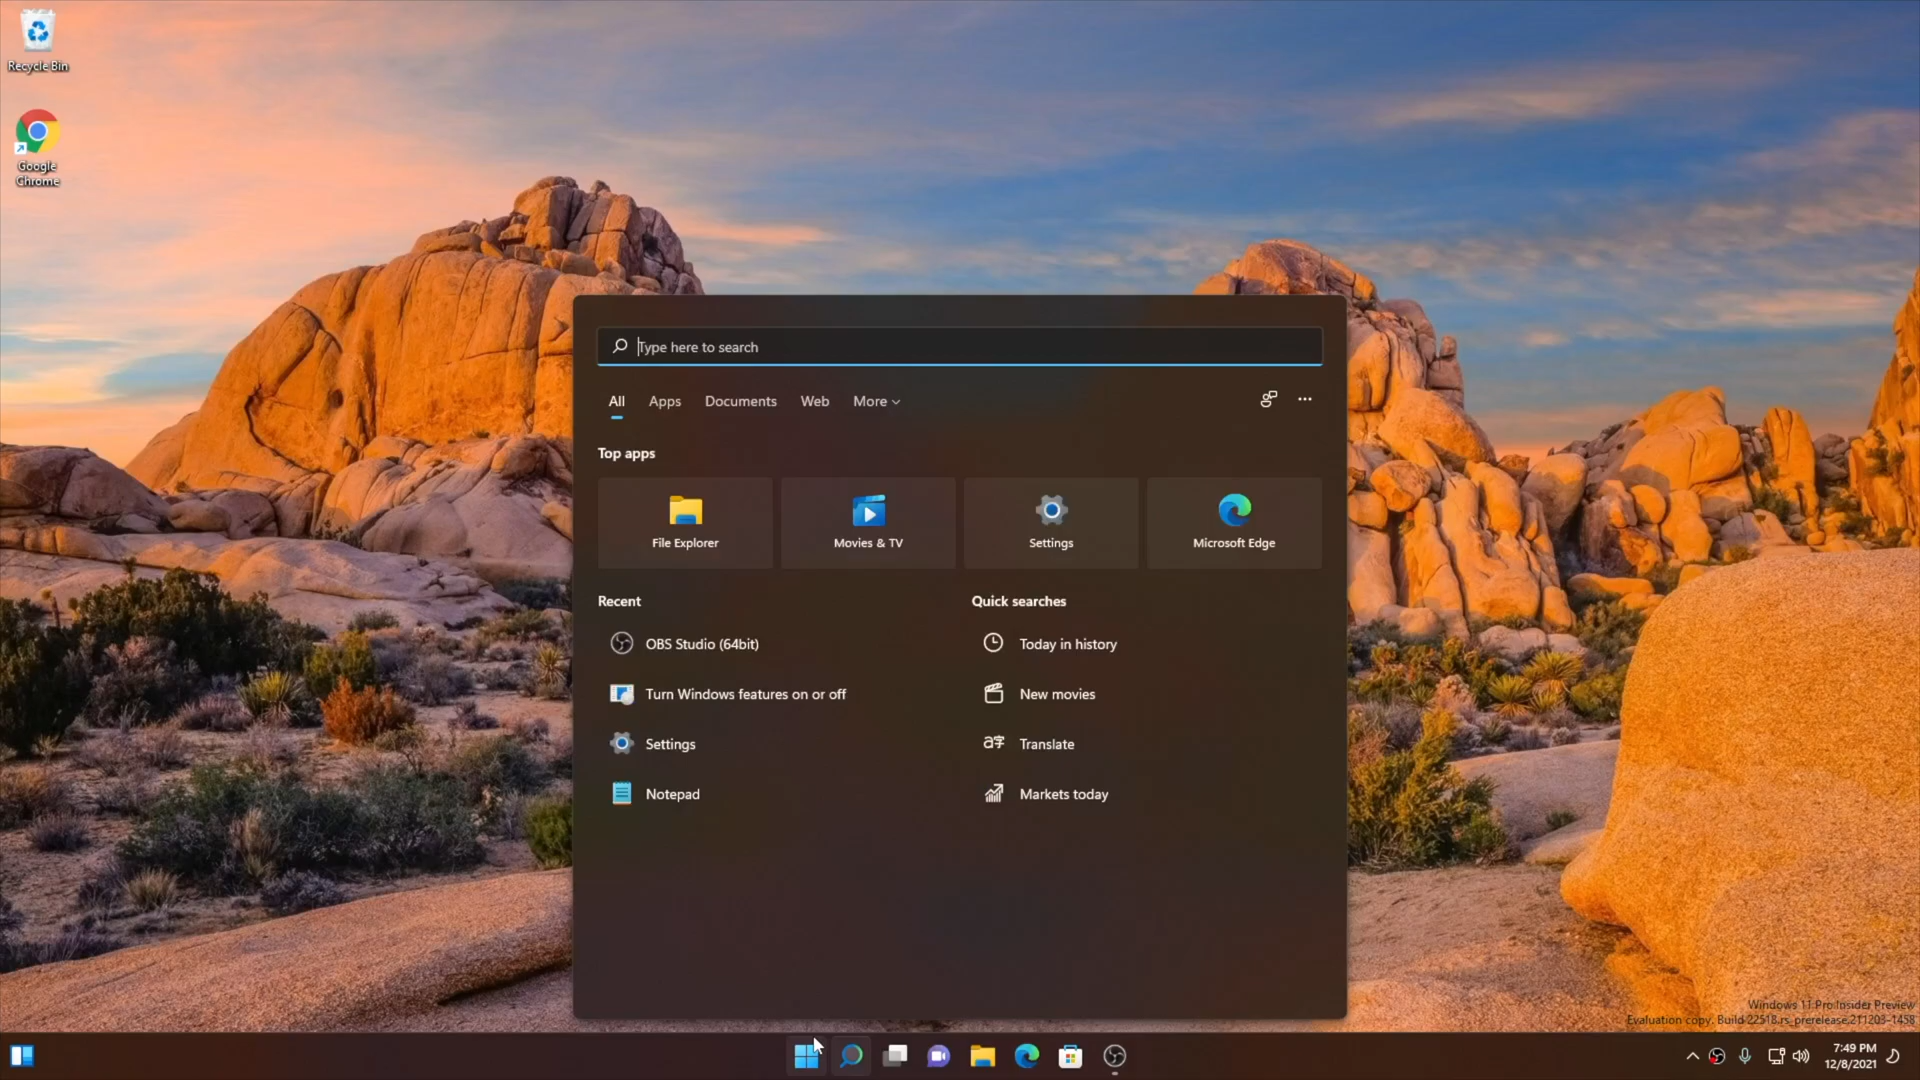 Recycle Bin
Google
Chrome
Type here to search
All Apps Documents Web More
Top apps
File Explorer Movies & TV Settings Microsoft Edge
Recent
OBS Studio (64bit)
Turn Windows features on or off
Settings
Notepad
Quick searches
Today in history
New movies
Translate
Markets today
Windows 11 Pro Insider Preview
Evaluation copy. Build 22518.rs_prerelease.211203-1458
7:49 PM
12/8/2021